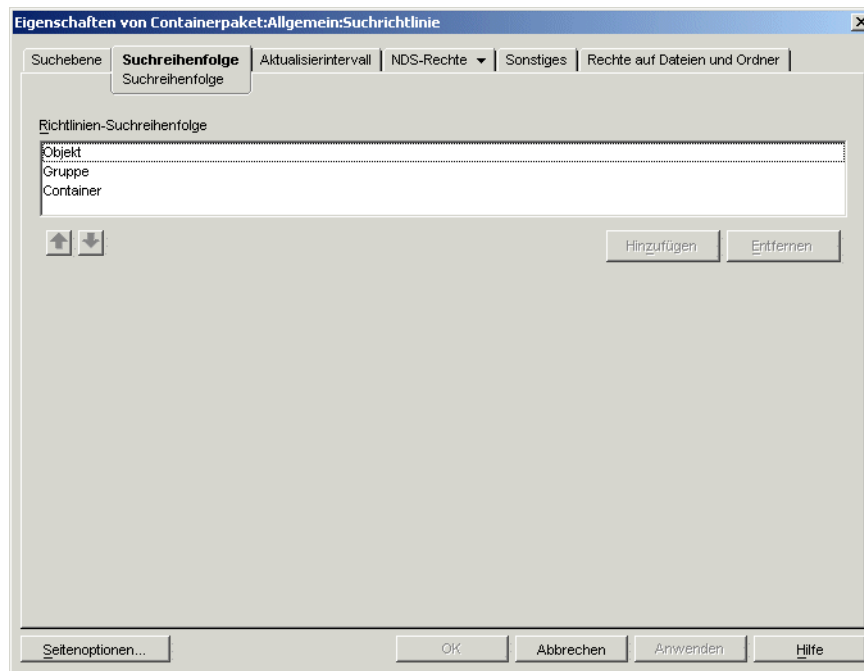 Eigenschaften von Containerpaket:Allgemein:Suchrichtlinie
Suchebene Suchreihenfolge Aktualisierintervall NDS-Rechte Sonstiges Rechte auf Dateien und Ordner
Suchreihenfolge
Richtlinien-Suchreihenfolge
Objekt
Gruppe
Container
Hinzufügen Entfernen
Seitenoptionen... OK Abbrechen Anwenden Hilfe